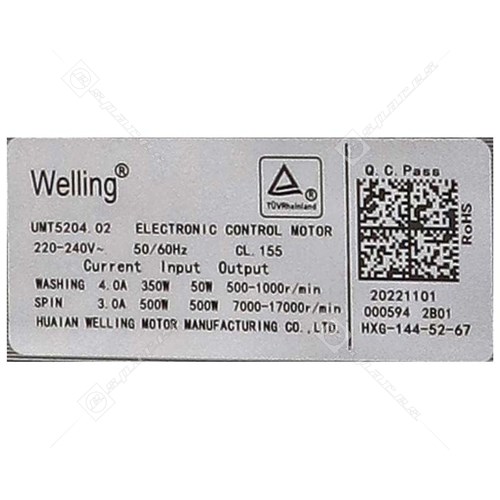 Welling®
TÜVRheinland
UMT5204.02 ELECTRONIC CONTROL MOTOR
220-240V~ 50/60Hz CL.155
Current Input Output
WASHING 4.0A 350W 50W 500-1000r/min
SPIN 3.0A 500W 500W 7000-17000r/min
HUAIAN WELLING MOTOR MANUFACTURING CO., LTD.
Q.C.Pass
RoHS
20221101
000594 2B01
HXG-144-52-67